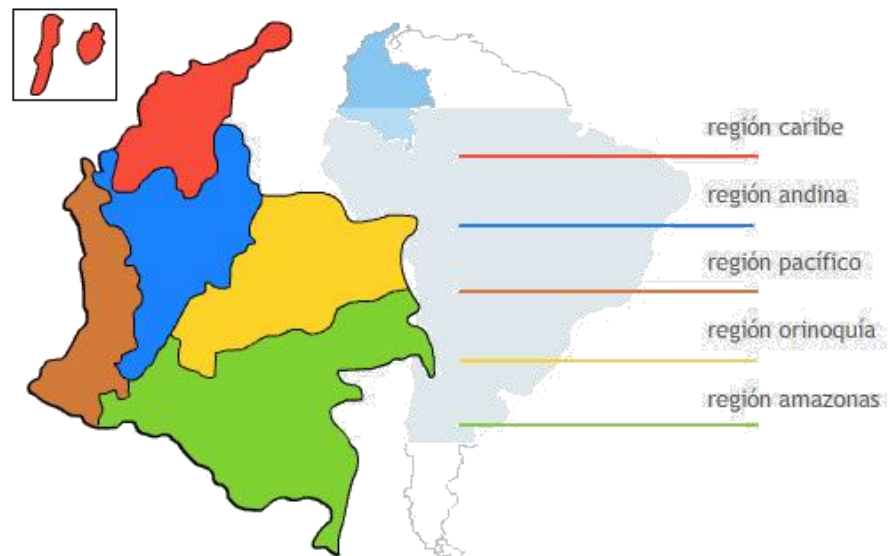 región caribe
región andina
región pacífico
región orinoquía
región amazonas